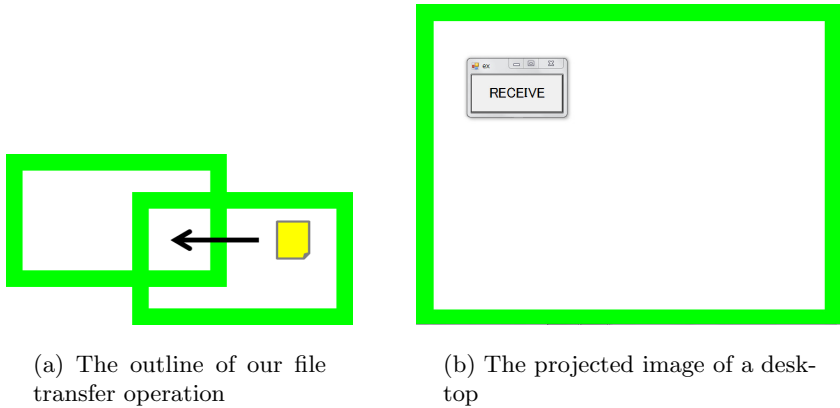 ex
RECEIVE
(a) The outline of our file
transfer operation
(b) The projected image of a desk-
top